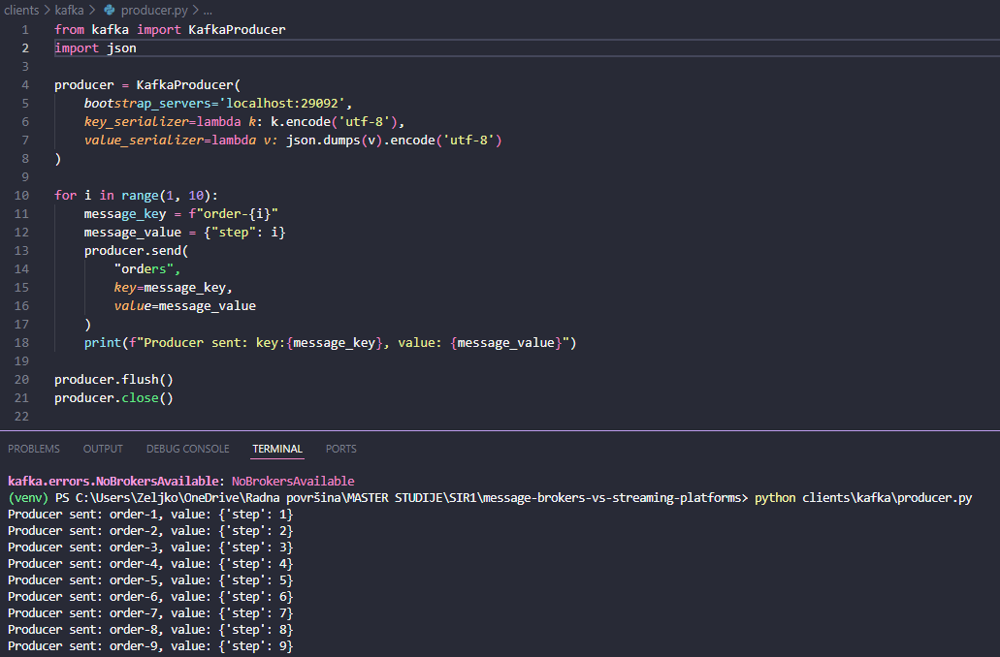 clients > kafka > producer.py > ...
1 from kafka import KafkaProducer
2 import json
3
4 producer = KafkaProducer(
5     bootstrap_servers='localhost:29092',
6     key_serializer=lambda k: k.encode('utf-8'),
7     value_serializer=lambda v: json.dumps(v).encode('utf-8')
8 )
9
10 for i in range(1, 10):
11     message_key = f"order-{i}"
12     message_value = {"step": i}
13     producer.send(
14         "orders",
15         key=message_key,
16         value=message_value
17     )
18     print(f"Producer sent: key:{message_key}, value: {message_value}")
19
20 producer.flush()
21 producer.close()
22
PROBLEMS OUTPUT DEBUG CONSOLE TERMINAL PORTS
kafka.errors.NoBrokersAvailable: NoBrokersAvailable
(venv) PS C:\Users\Zeljko\OneDrive\Radna površina\MASTER STUDIJE\SIR1\message-brokers-vs-streaming-platforms> python clients\kafka\producer.py
Producer sent: order-1, value: {'step': 1}
Producer sent: order-2, value: {'step': 2}
Producer sent: order-3, value: {'step': 3}
Producer sent: order-4, value: {'step': 4}
Producer sent: order-5, value: {'step': 5}
Producer sent: order-6, value: {'step': 6}
Producer sent: order-7, value: {'step': 7}
Producer sent: order-8, value: {'step': 8}
Producer sent: order-9, value: {'step': 9}